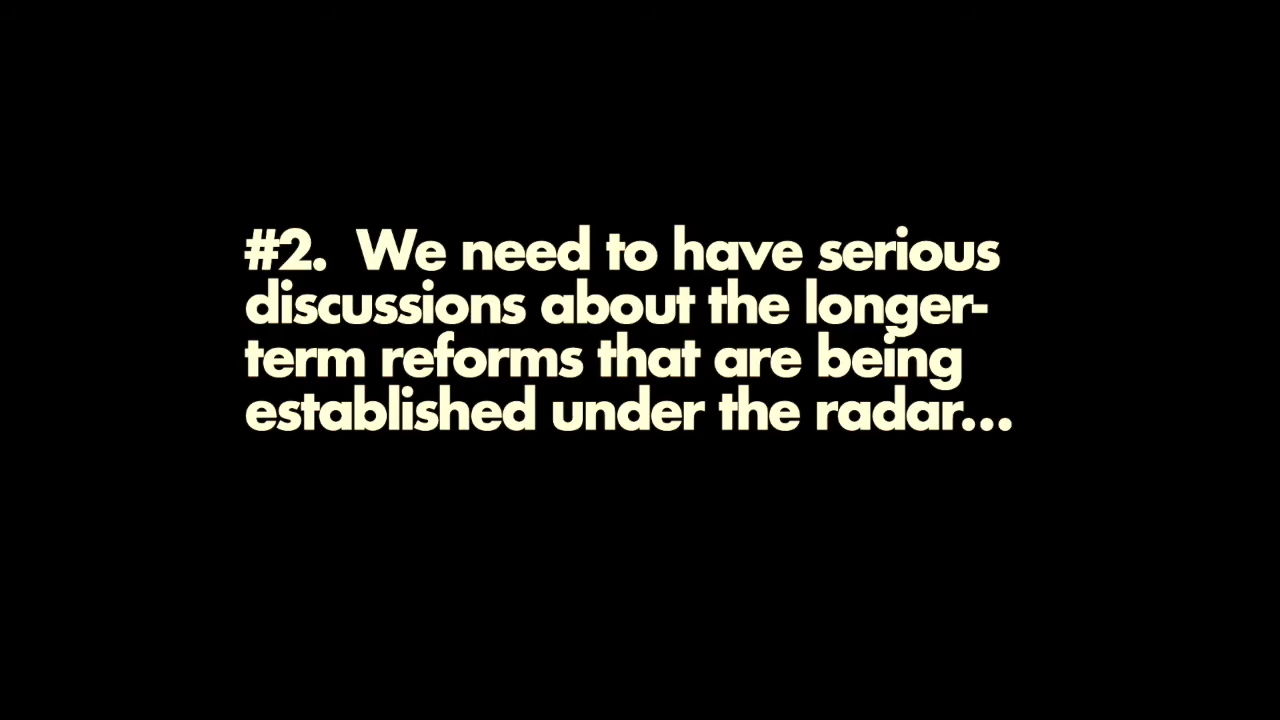 #2.  We need to have serious
discussions about the longer-
term reforms that are being
established under the radar...